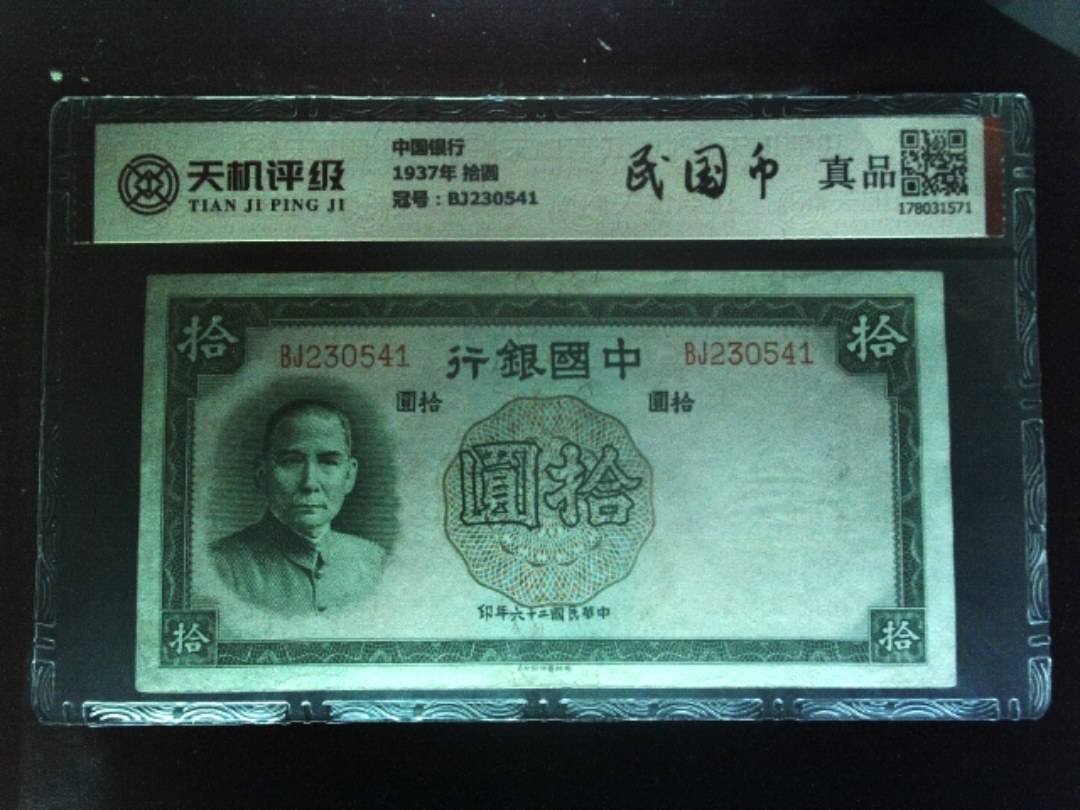 天机评级
TIAN JI PING JI
中国银行
1937年 拾圆
冠号：BJ230541
民国币
真品
178031571
拾
拾
BJ230541
行銀國中
BJ230541
圓拾
圓拾
圓拾
印年六十二國民華中
拾
拾